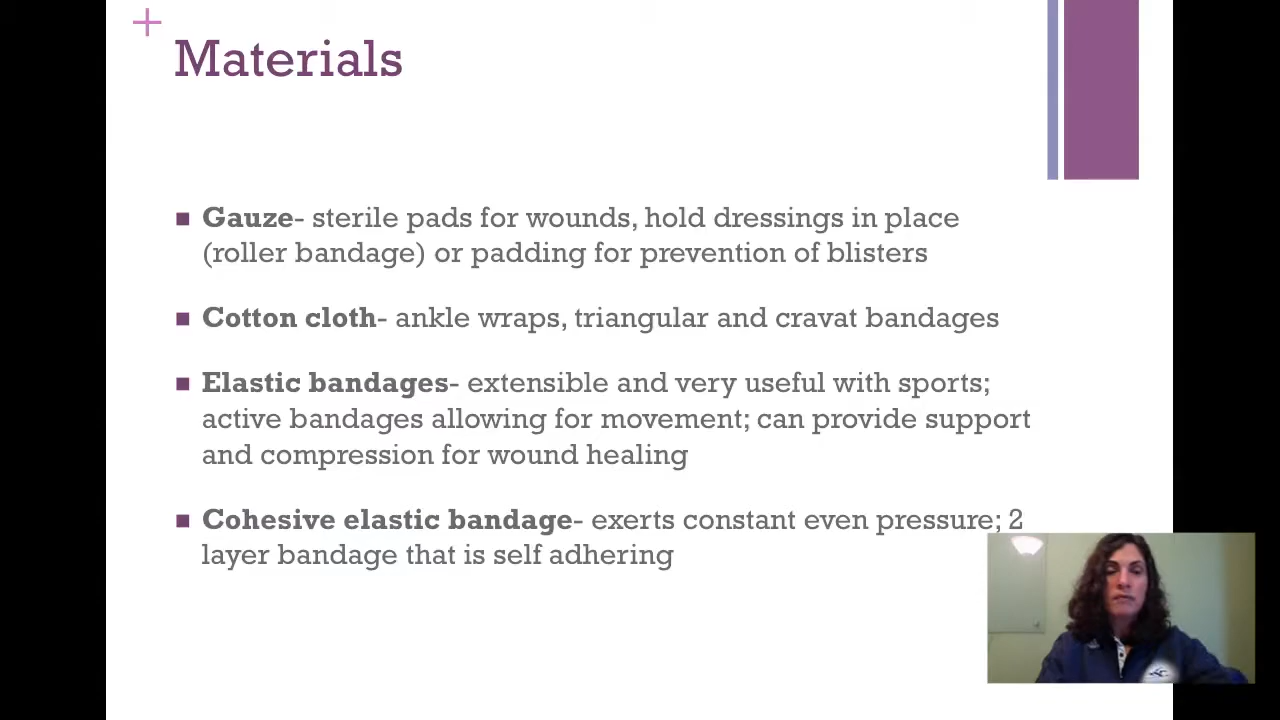 Materials
Gauze- sterile pads for wounds, hold dressings in place
(roller bandage) or padding for prevention of blisters
Cotton cloth- ankle wraps, triangular and cravat bandages
Elastic bandages- extensible and very useful with sports;
active bandages allowing for movement; can provide support
and compression for wound healing
Cohesive elastic bandage- exerts constant even pressure; 2
layer bandage that is self adhering